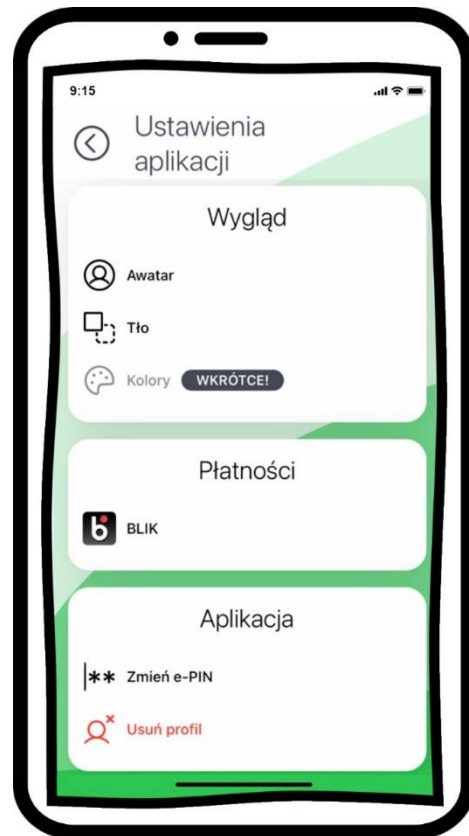 9:15
Ustawienia
aplikacji
Wygląd
Awatar
Tło
Kolory WKRÓTCE!
Płatności
BLIK
Aplikacja
Zmień e-PIN
Usuń profil